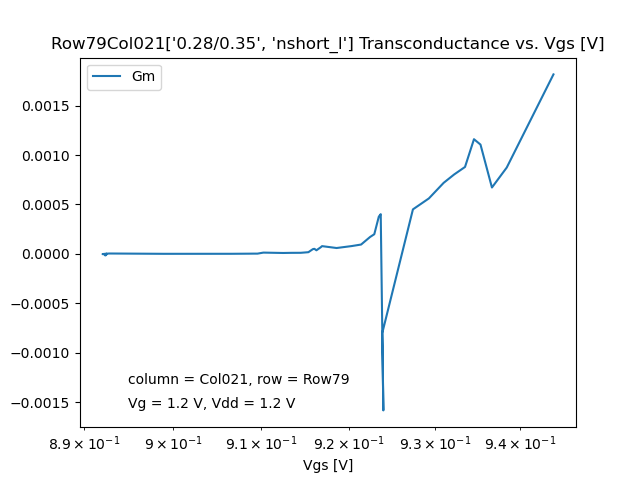 Row79Col021['0.28/0.35', 'nshort_l'] Transconductance vs. Vgs [V]
Gm
0.0015
0.0010
0.0005
0.0000
−0.0005
−0.0010
−0.0015
column = Col021, row = Row79
Vg = 1.2 V, Vdd = 1.2 V
8.9 × 10⁻¹ 9 × 10⁻¹ 9.1 × 10⁻¹ 9.2 × 10⁻¹ 9.3 × 10⁻¹ 9.4 × 10⁻¹
Vgs [V]